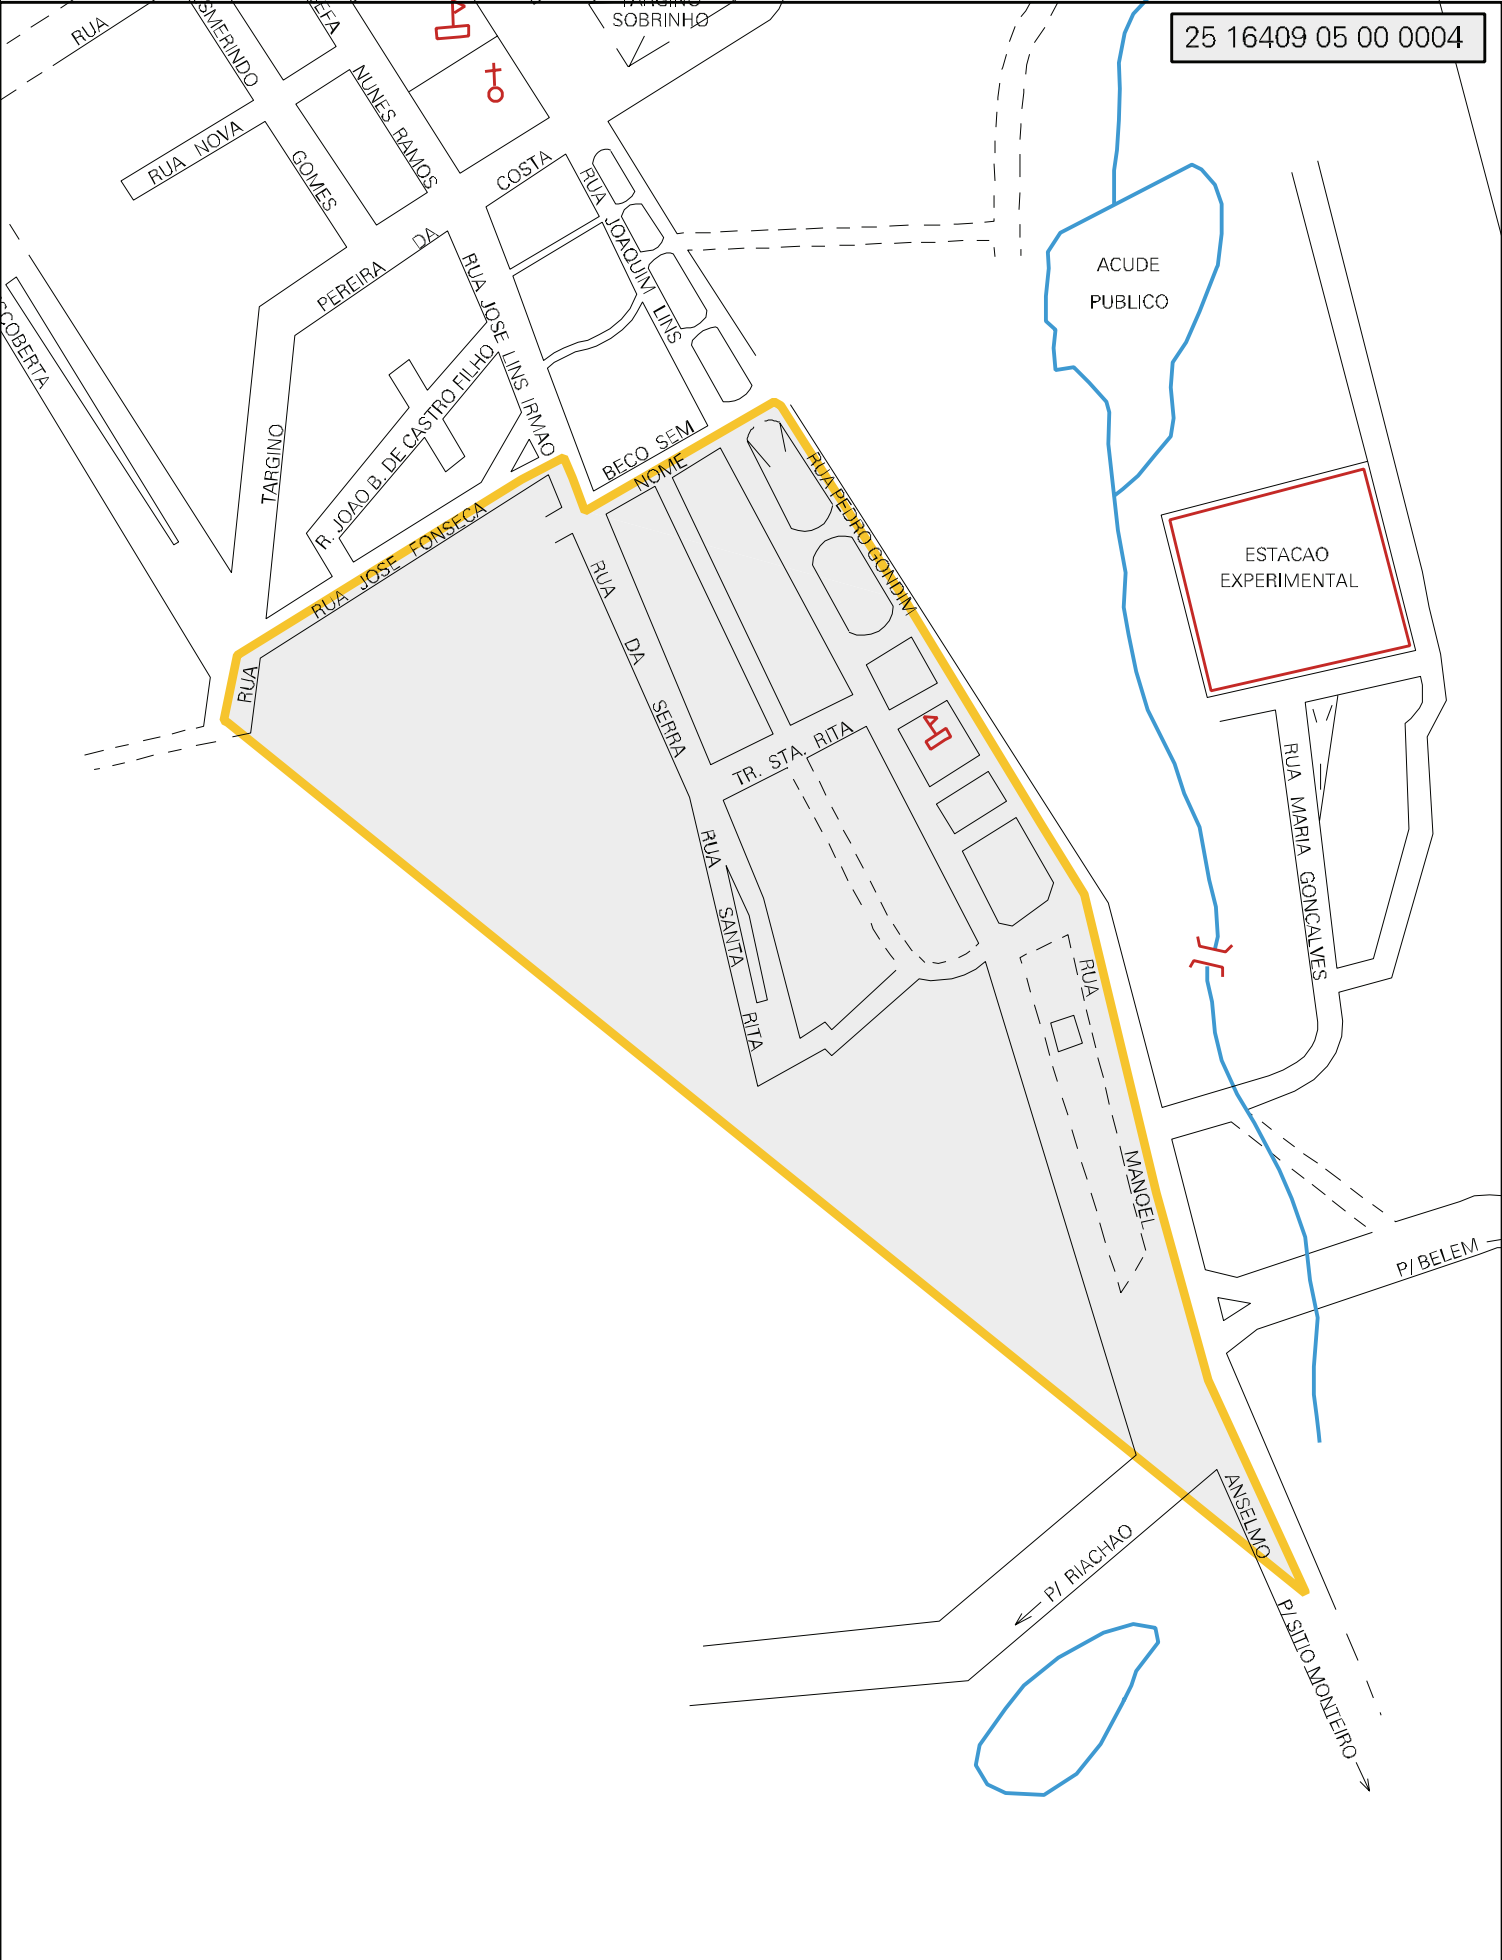 25 16409 05 00 0004
RUA
SOBRINHO
NUNES RAMOS
RUA NOVA
GOMES
COSTA
RUA JOAQUIM LINS
PEREIRA DA
RUA JOSE LINS IRMAO
ACUDE
PUBLICO
R. JOAO B. DE CASTRO FILHO
TARGINO
BECO SEM
NOME
RUA PEDRO GONDIM
RUA JOSE FONSECA
ESTACAO
EXPERIMENTAL
RUA
RUA DA SERRA
TR. STA. RITA
RUA SANTA RITA
RUA MARIA GONCALVES
RUA MANOEL ANSELMO
P/ BELEM
P/ RIACHAO
P/ SITIO MONTEIRO